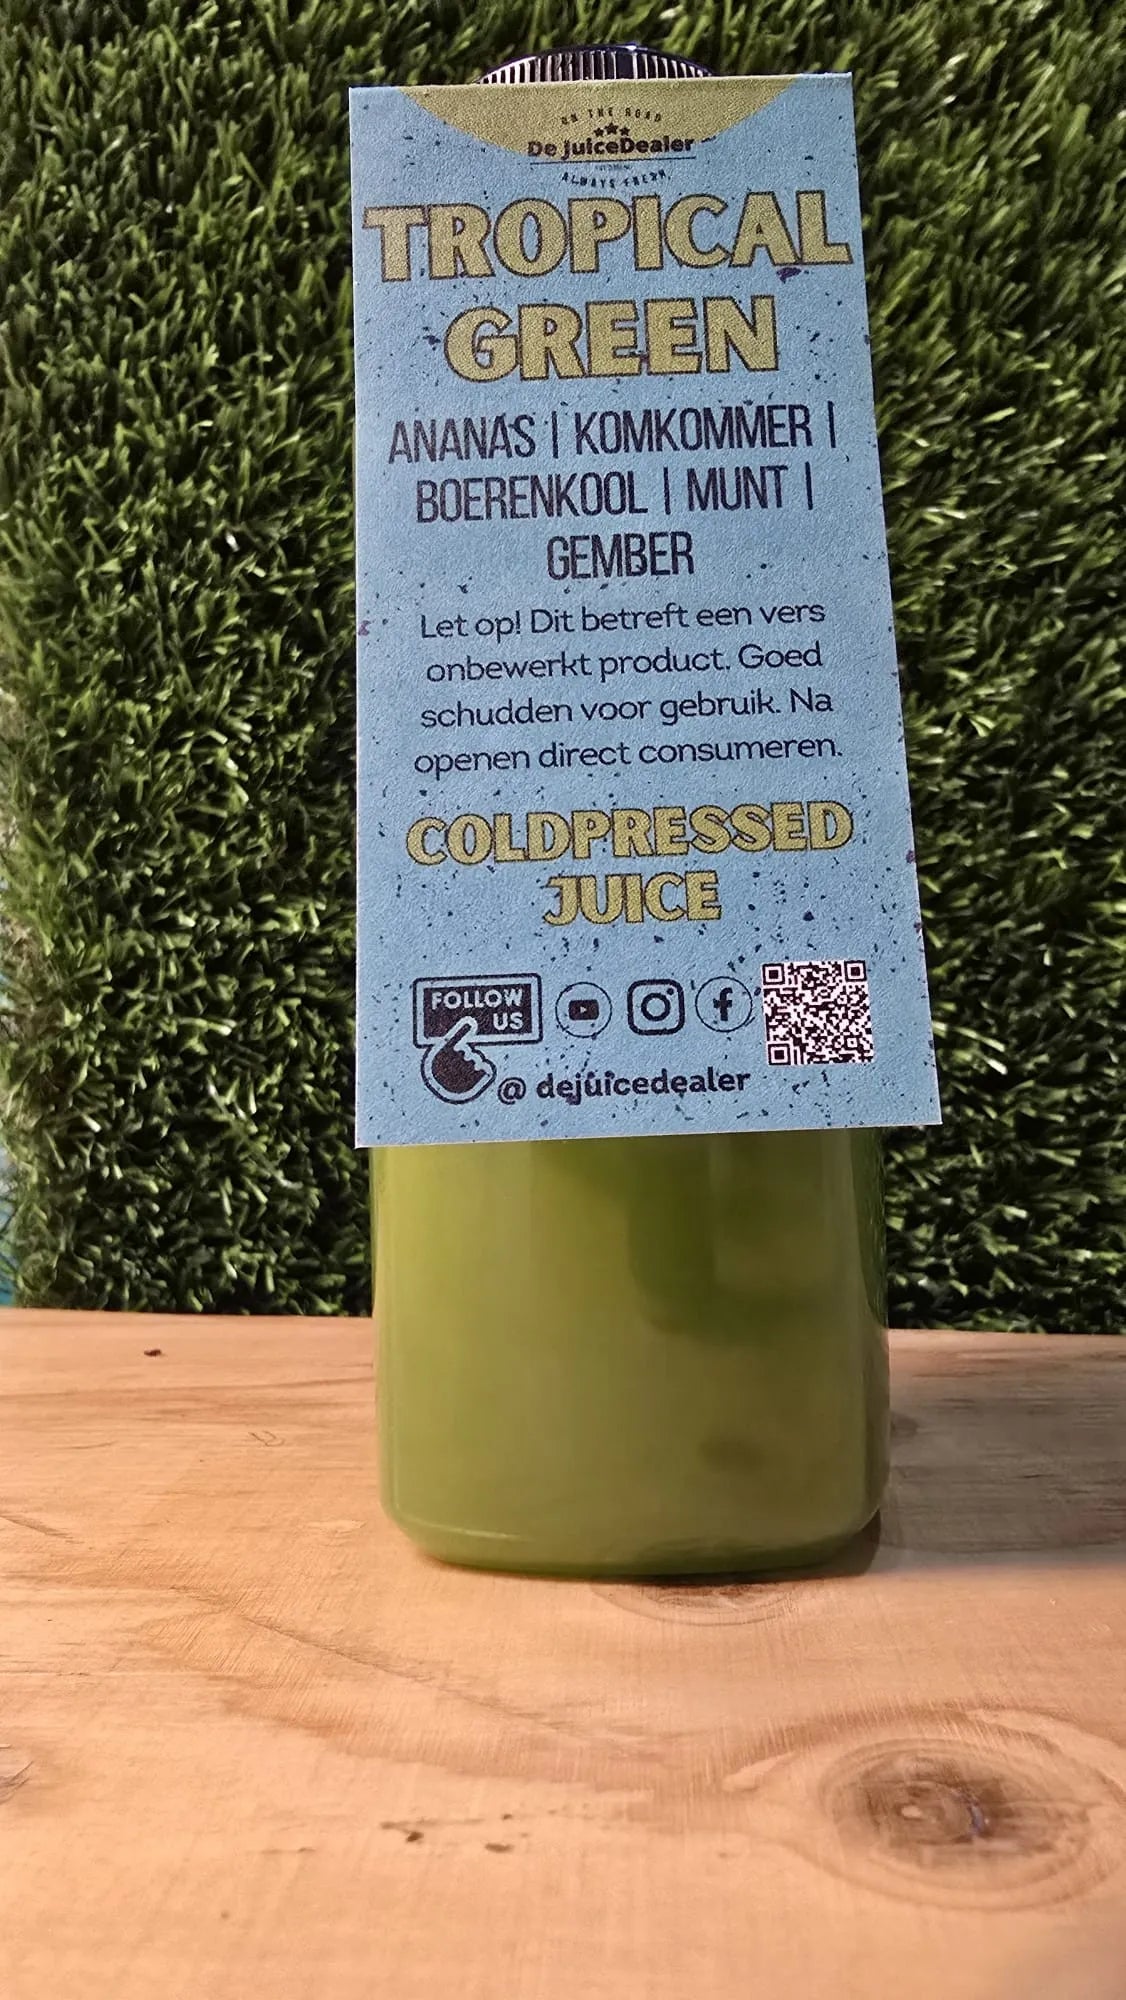 ON THE ROAD
De JuiceDealer
ALWAYS FRESH
TROPICAL
GREEN
ANANAS | KOMKOMMER |
BOERENKOOL | MUNT |
GEMBER
Let op! Dit betreft een vers
onbewerkt product. Goed
schudden voor gebruik. Na
openen direct consumeren.
COLDPRESSED
JUICE
FOLLOW
US
@ dejuicedealer